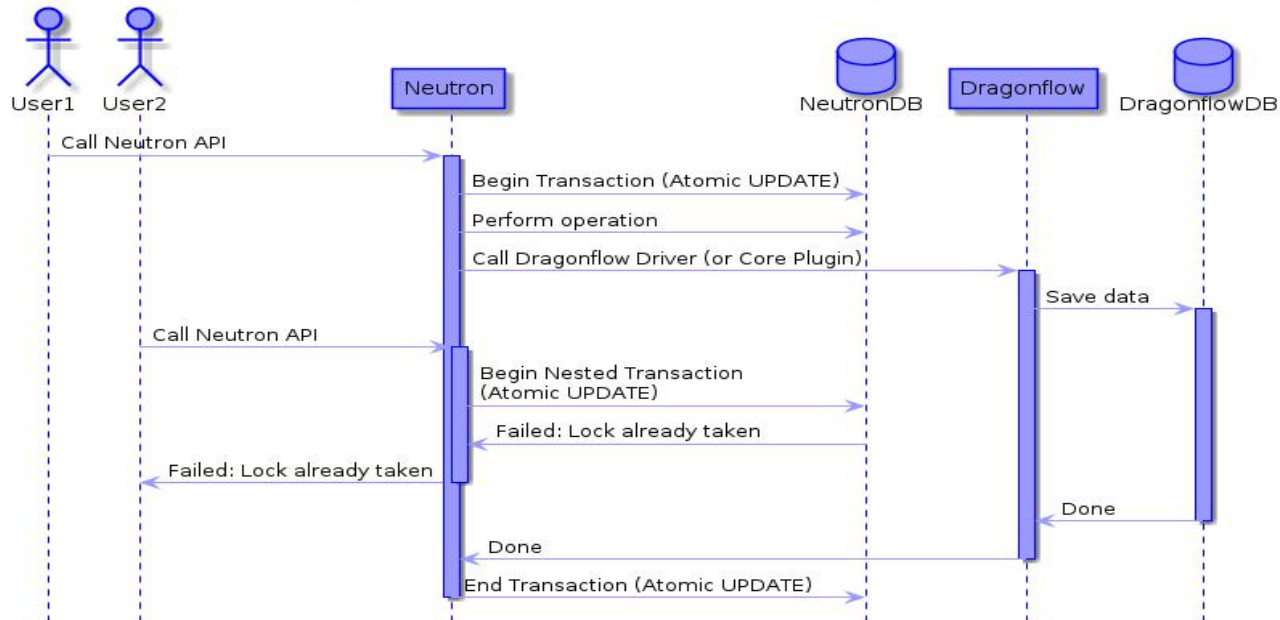 User1
User2
Neutron
NeutronDB
Dragonflow
DragonflowDB
Call Neutron API
Begin Transaction (Atomic UPDATE)
Perform operation
Call Dragonflow Driver (or Core Plugin)
Save data
Call Neutron API
Begin Nested Transaction
(Atomic UPDATE)
Failed: Lock already taken
Failed: Lock already taken
Done
Done
End Transaction (Atomic UPDATE)